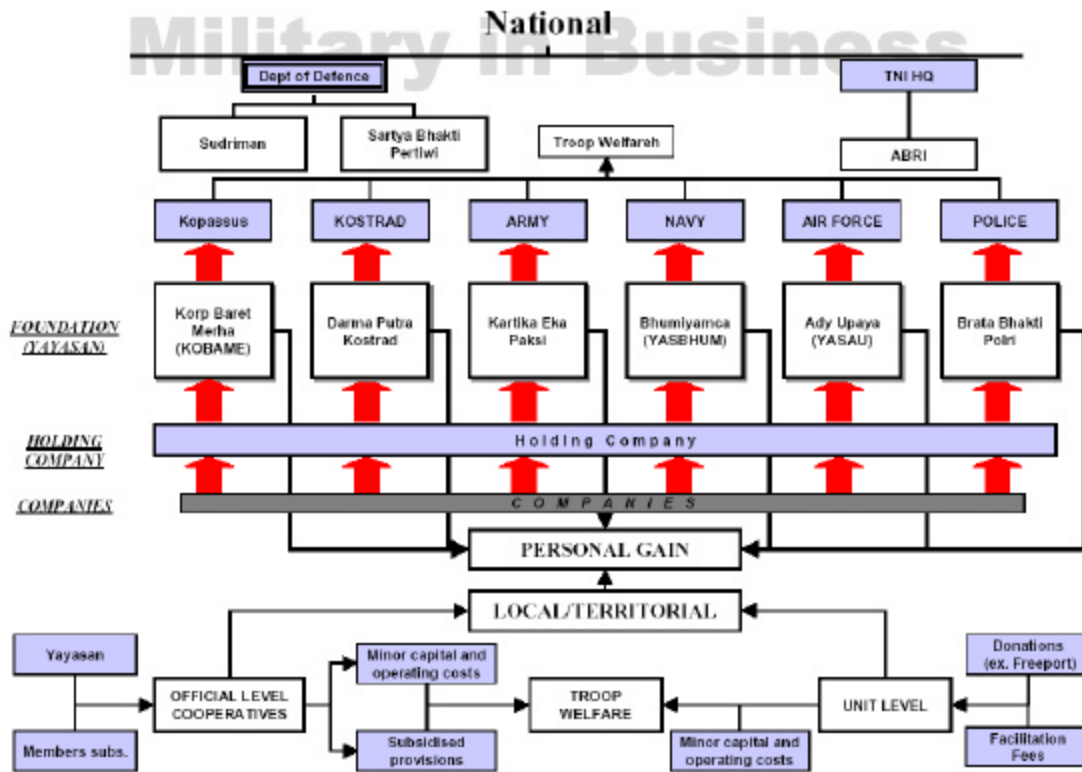 Military in Business
National
Dept of Defence
TNI HQ
Sudriman
Sartya Bhakti
Pertiwi
Troop Welfareh
ABRI
Kopassus
KOSTRAD
ARMY
NAVY
AIR FORCE
POLICE
FOUNDATION
(YAYASAN)
Korp Baret
Merha
(KOBAME)
Darma Putra
Kostrad
Kartika Eka
Paksi
Bhumiyamca
(YASBHUM)
Ady Upaya
(YASAU)
Brata Bhakti
Polri
HOLDING
COMPANY
Holding Company
COMPANIES
COMPANIES
PERSONAL GAIN
LOCAL/TERRITORIAL
Yayasan
Members subs.
OFFICIAL LEVEL
COOPERATIVES
Minor capital and
operating costs
Subsidised
provisions
TROOP
WELFARE
Minor capital and
operating costs
UNIT LEVEL
Donations
(ex. Freeport)
Facilitation
Fees